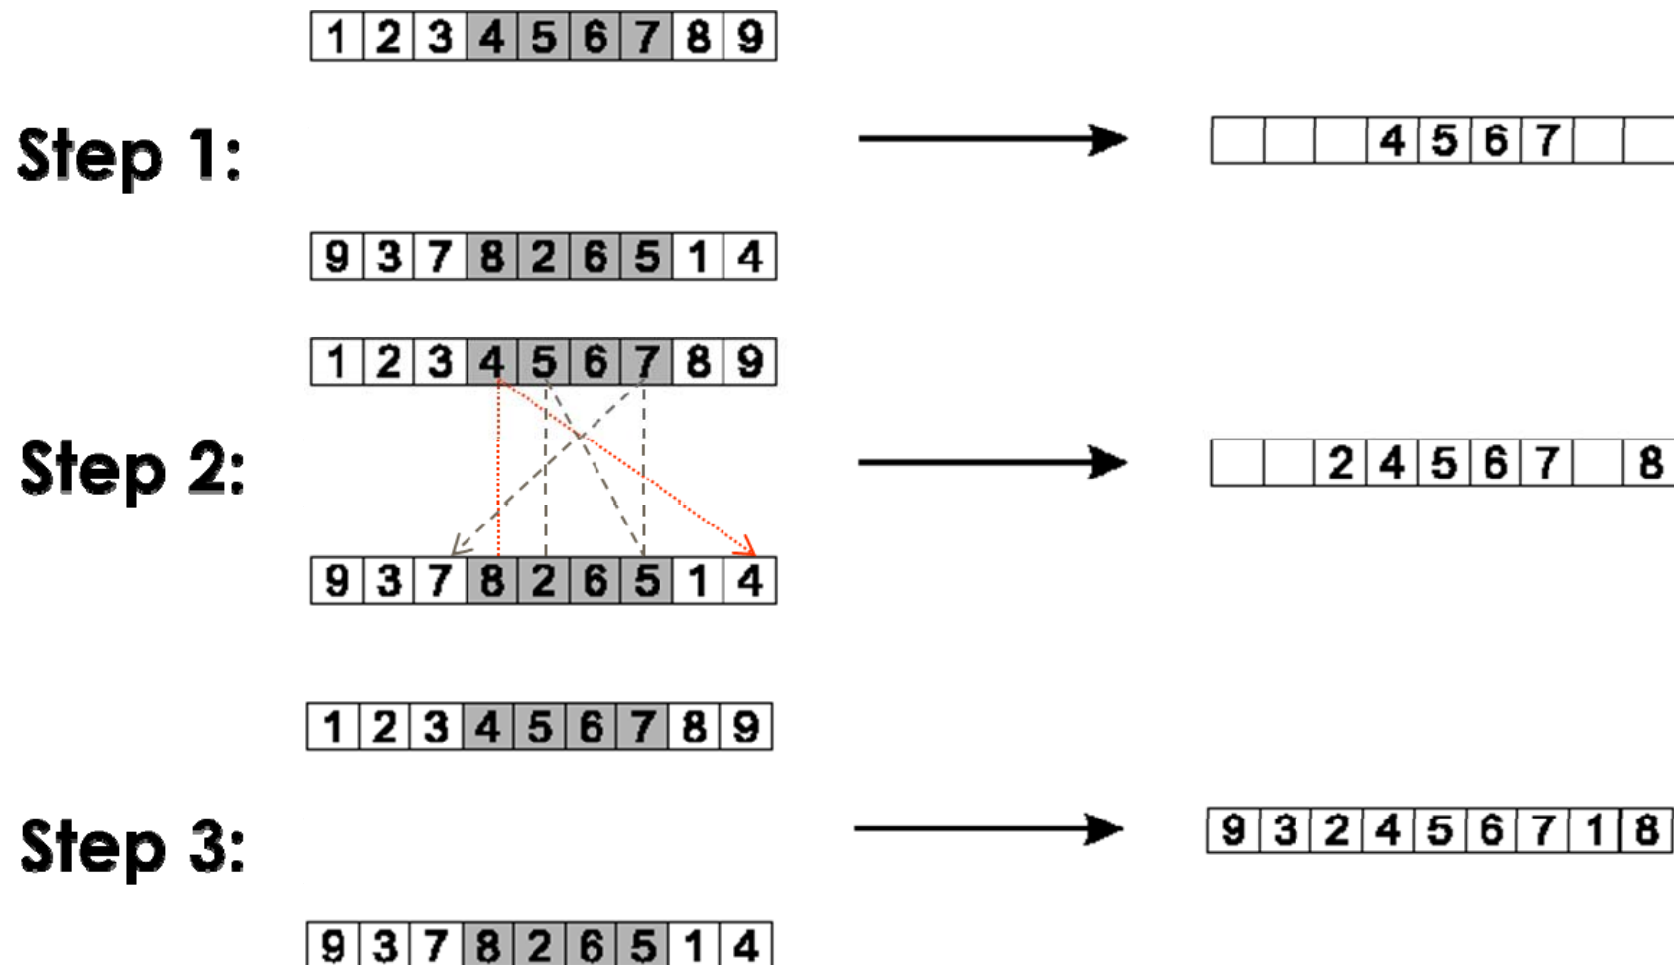 1 2 3 4 5 6 7 8 9
Step 1:
4 5 6 7
9 3 7 8 2 6 5 1 4
1 2 3 4 5 6 7 8 9
Step 2:
2 4 5 6 7 8
9 3 7 8 2 6 5 1 4
1 2 3 4 5 6 7 8 9
Step 3:
9 3 2 4 5 6 7 1 8
9 3 7 8 2 6 5 1 4